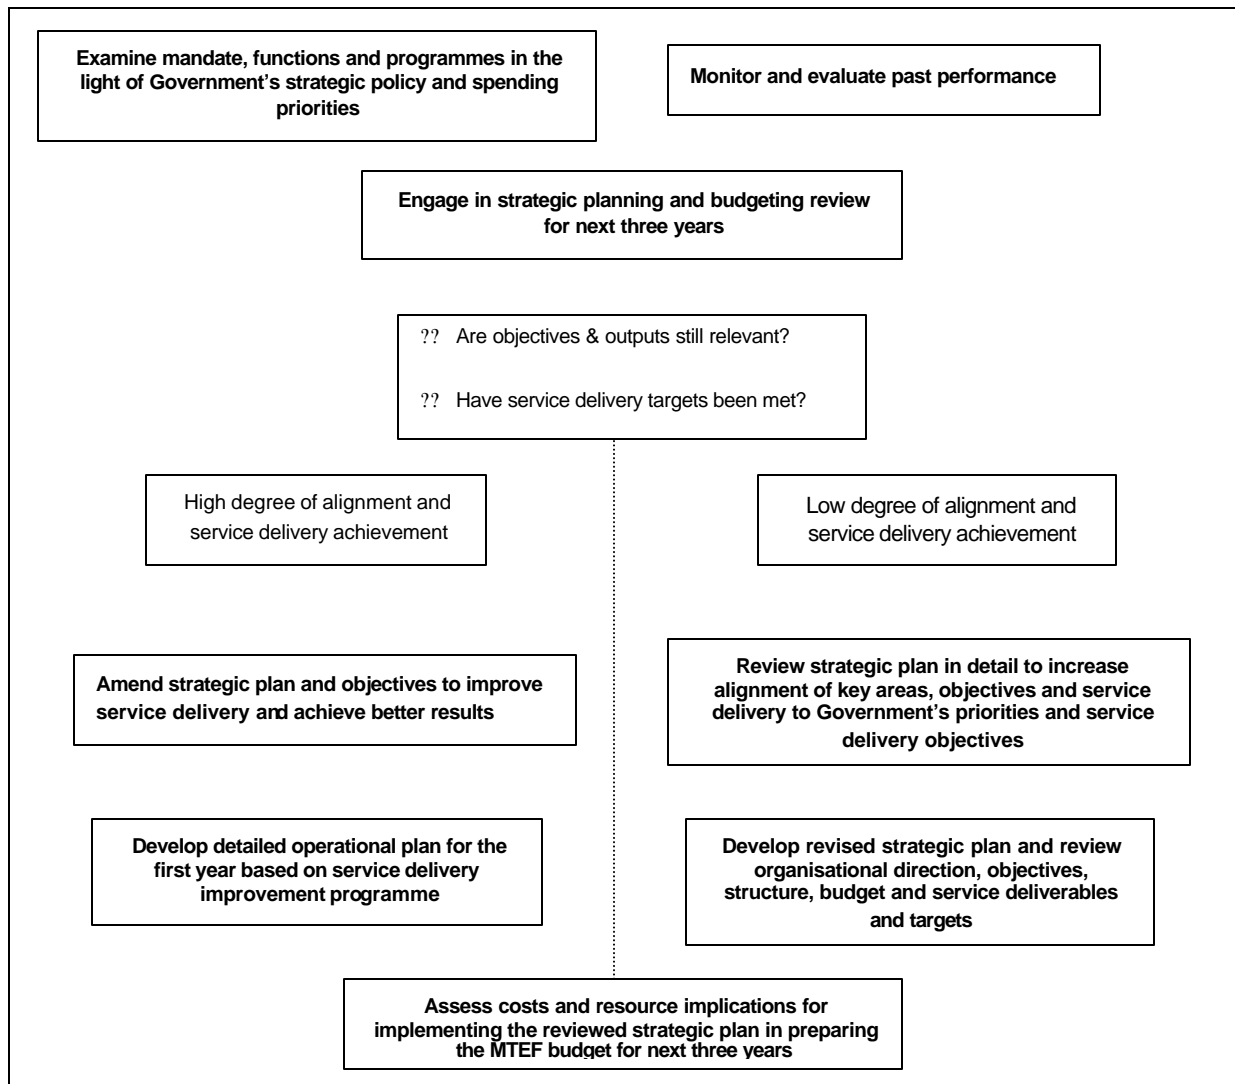 Examine mandate, functions and programmes in the
light of Government's strategic policy and spending
priorities
Monitor and evaluate past performance
Engage in strategic planning and budgeting review
for next three years
?? Are objectives & outputs still relevant?
?? Have service delivery targets been met?
High degree of alignment and
service delivery achievement
Low degree of alignment and
service delivery achievement
Amend strategic plan and objectives to improve
service delivery and achieve better results
Review strategic plan in detail to increase
alignment of key areas, objectives and service
delivery to Government's priorities and service
delivery objectives
Develop detailed operational plan for the
first year based on service delivery
improvement programme
Develop revised strategic plan and review
organisational direction, objectives,
structure, budget and service deliverables
and targets
Assess costs and resource implications for
implementing the reviewed strategic plan in preparing
the MTEF budget for next three years